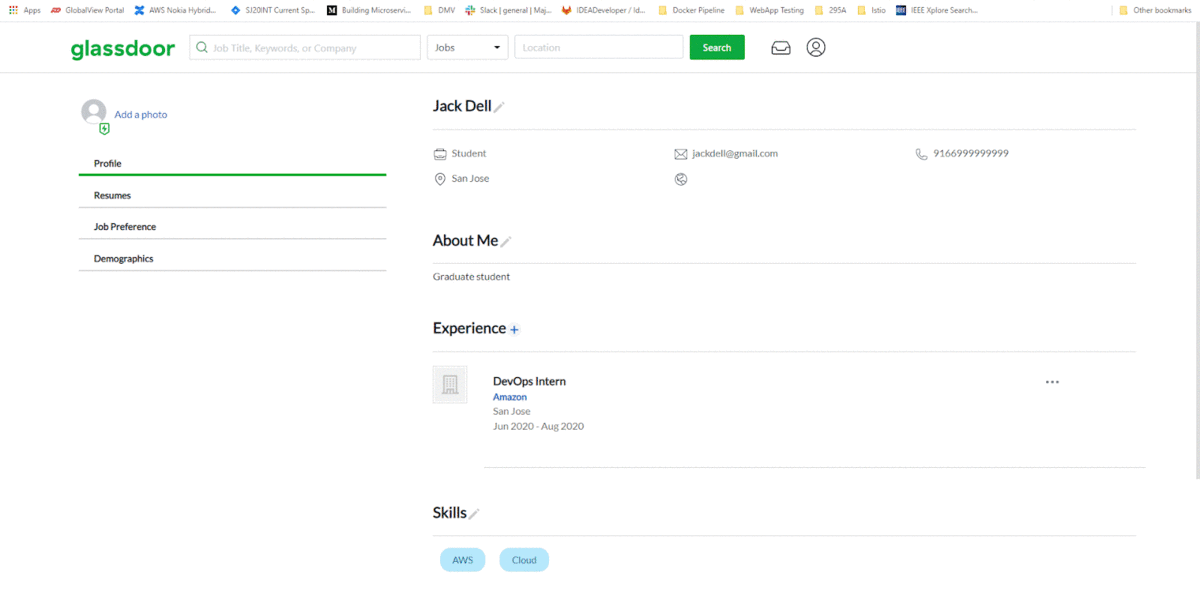 Apps GlobalView Portal AWS Nokia Hybrid... SJ20INT Current Sp... Building Microservi... DMV Slack | general | Maj... IDEADeveloper / Id... Docker Pipeline WebApp Testing 295A Istio IEEE Xplore Search... Other bookmarks
glassdoor Job Title, Keywords, or Company Jobs Location Search
Add a photo
Profile
Resumes
Job Preference
Demographics
Jack Dell
Student jackdell@gmail.com 9166999999999
San Jose
About Me
Graduate student
Experience +
DevOps Intern
Amazon
San Jose
Jun 2020 - Aug 2020
Skills
AWS Cloud